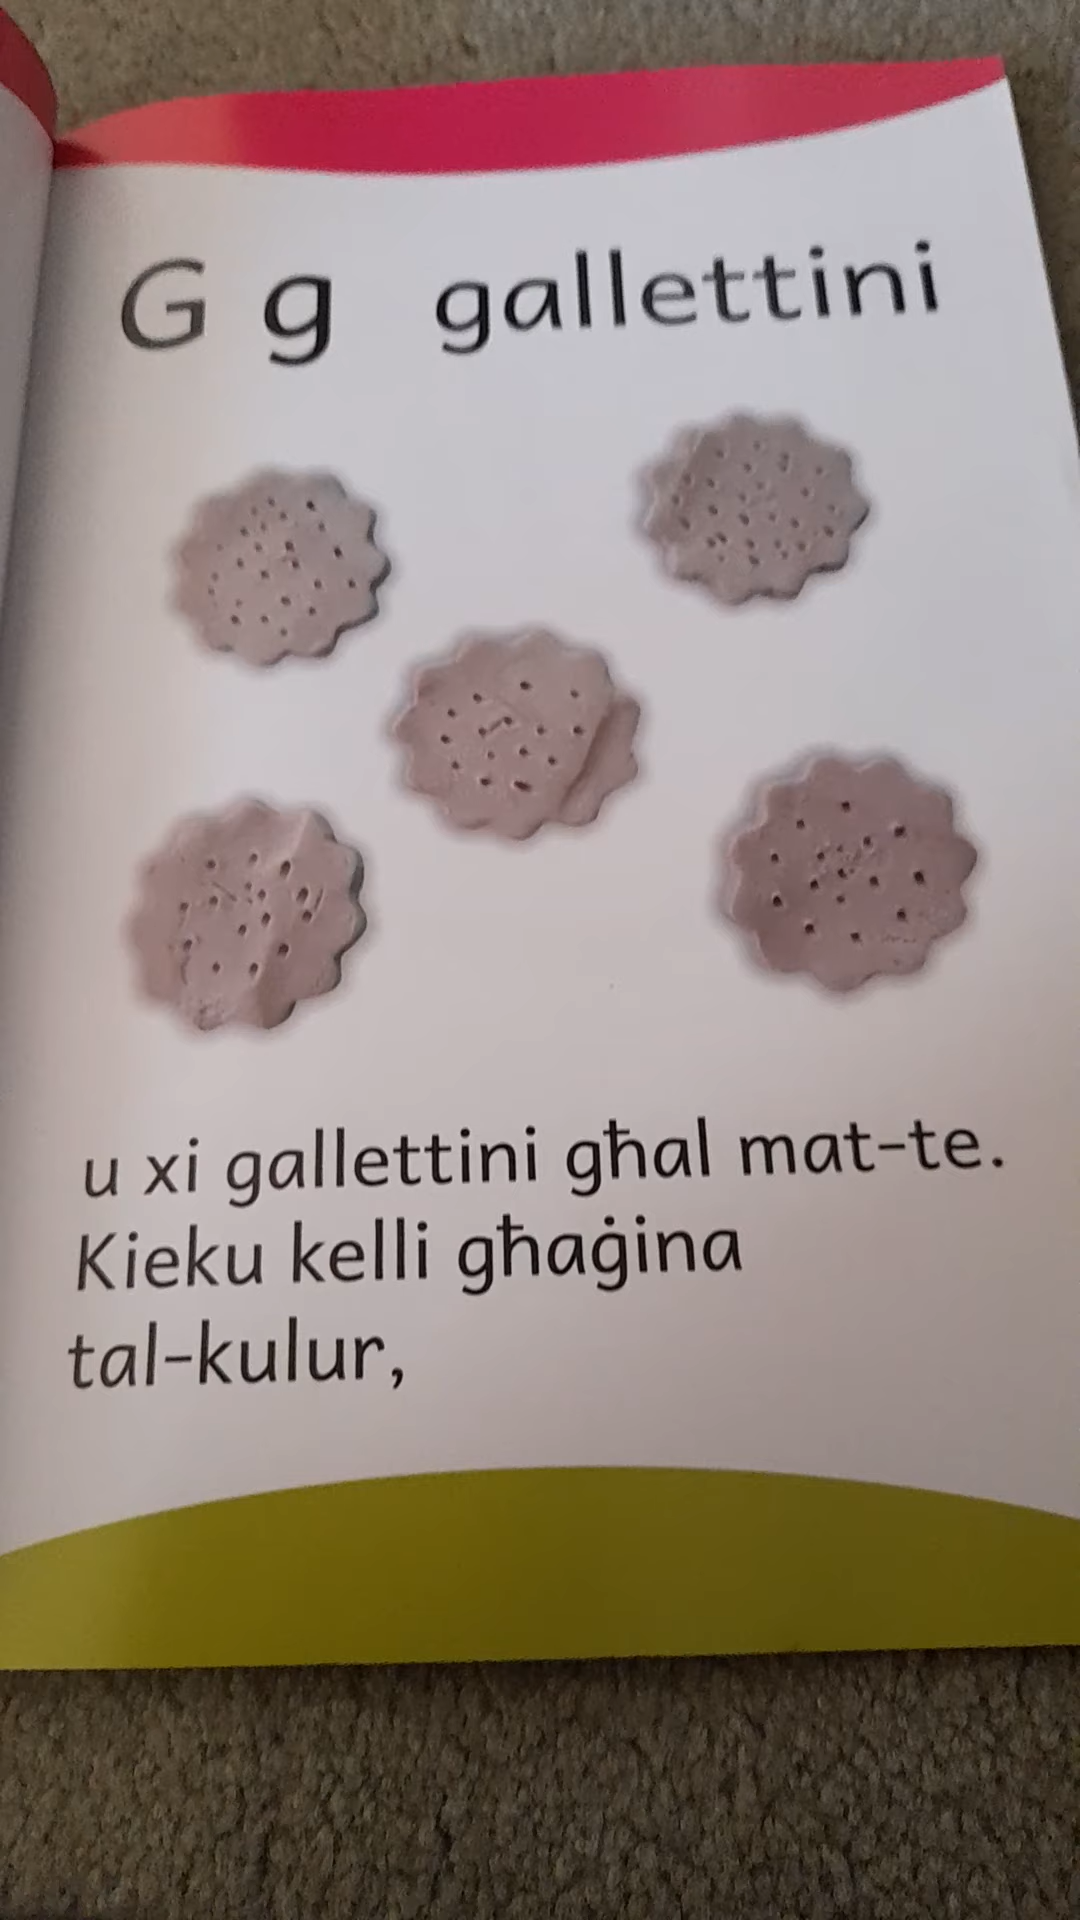 G g gallettini
u xi gallettini għal mat-te.
Kieku kelli għaġina
tal-kulur,